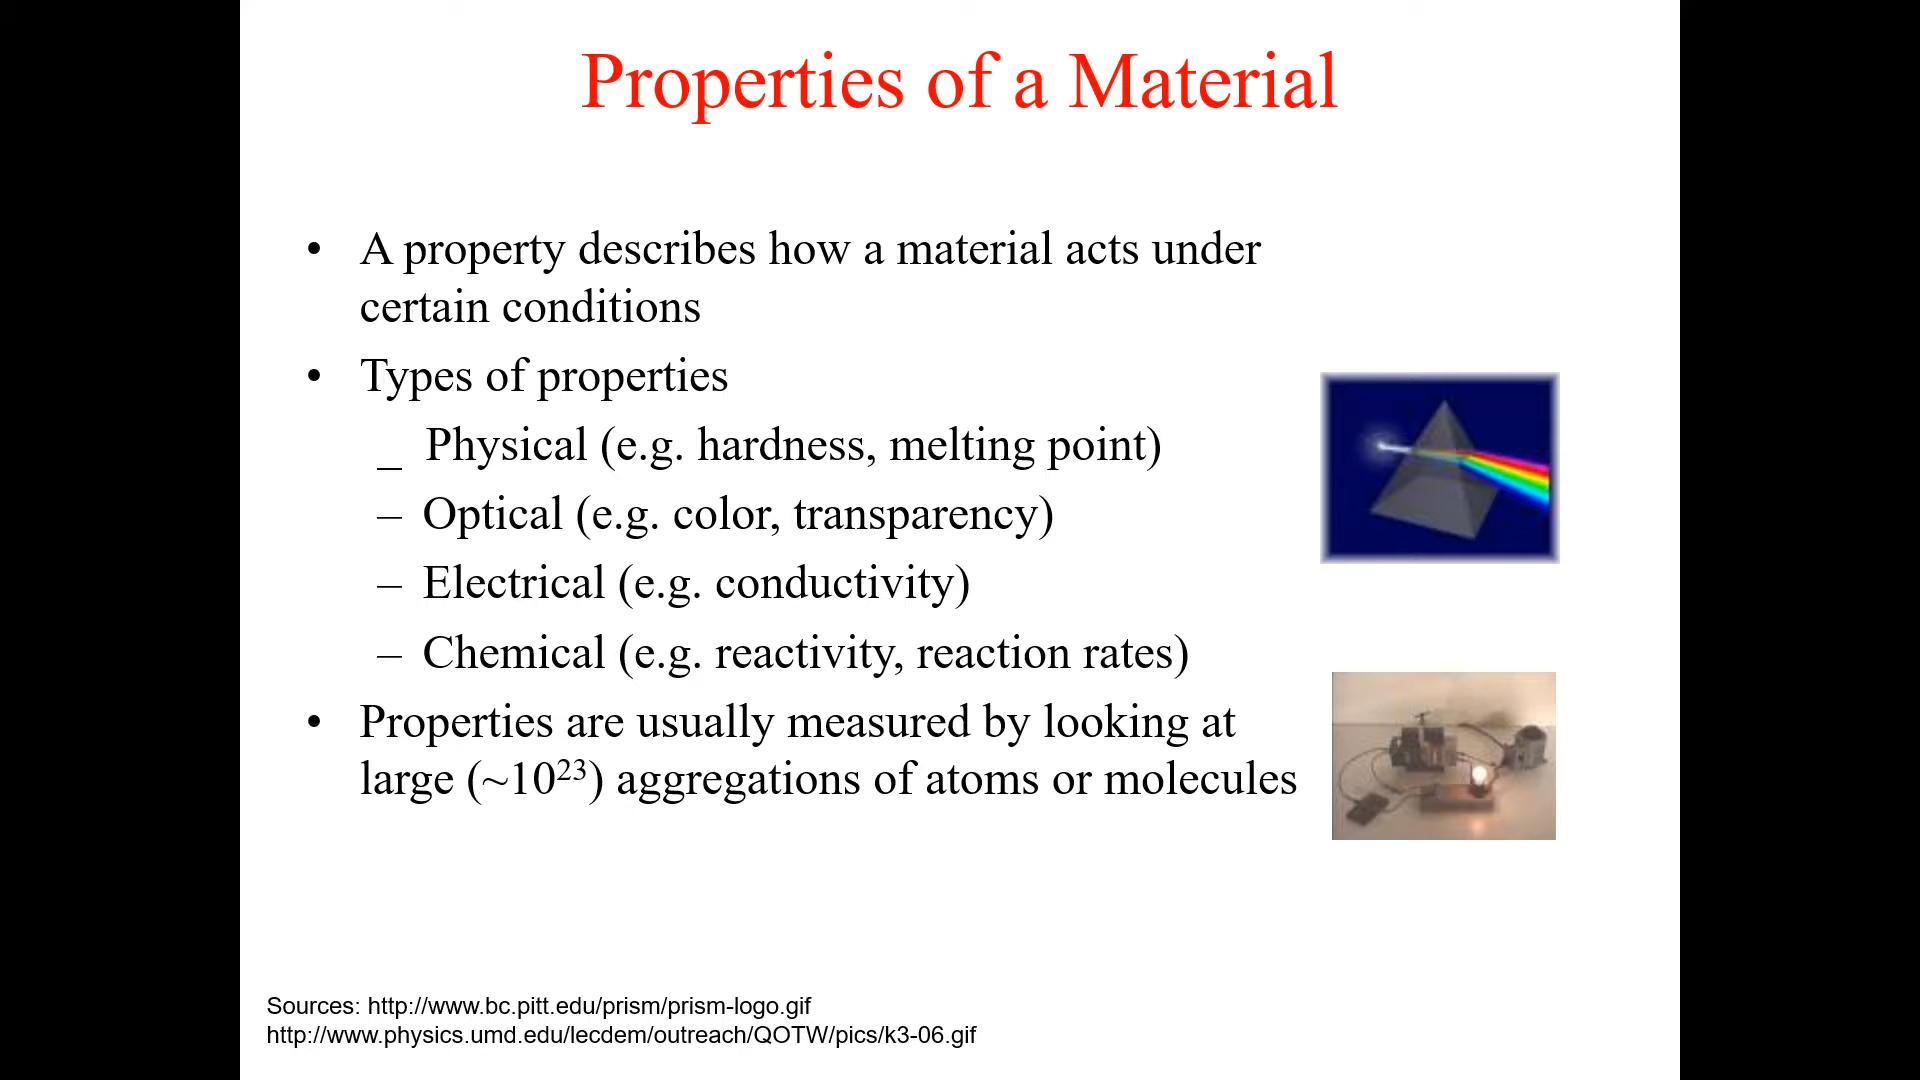 Properties of a Material
• A property describes how a material acts under
certain conditions
• Types of properties
_ Physical (e.g. hardness, melting point)
– Optical (e.g. color, transparency)
– Electrical (e.g. conductivity)
– Chemical (e.g. reactivity, reaction rates)
• Properties are usually measured by looking at
large (~10²³) aggregations of atoms or molecules
Sources: http://www.bc.pitt.edu/prism/prism-logo.gif
http://www.physics.umd.edu/lecdem/outreach/QOTW/pics/k3-06.gif